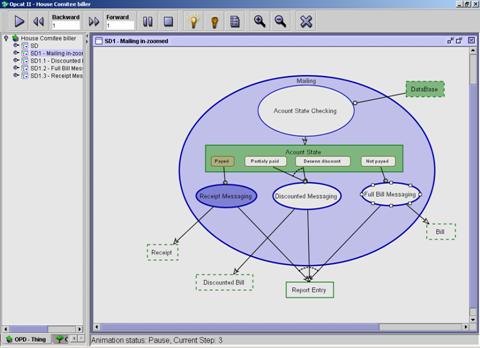 Opcat II - House Comitee biller
Backward
1
Forward
1
House Comitee biller
SD
SD1 - Mailing in-zoomed
SD1.1 - Discounted
SD1.2 - Full Bill Messa
SD1.3 - Receipt Mess
SD1 - Mailing in-zoomed
Mailing
DataBase
Acount State Checking
Acount State
Payed
Partialy paid
Deserve discount
Not payed
Receipt Messaging
Discounted Messaging
Full Bill Messaging
Bill
Receipt
Discounted Bill
Report Entry
OPD - Thing
Animation status: Pause, Current Step: 3